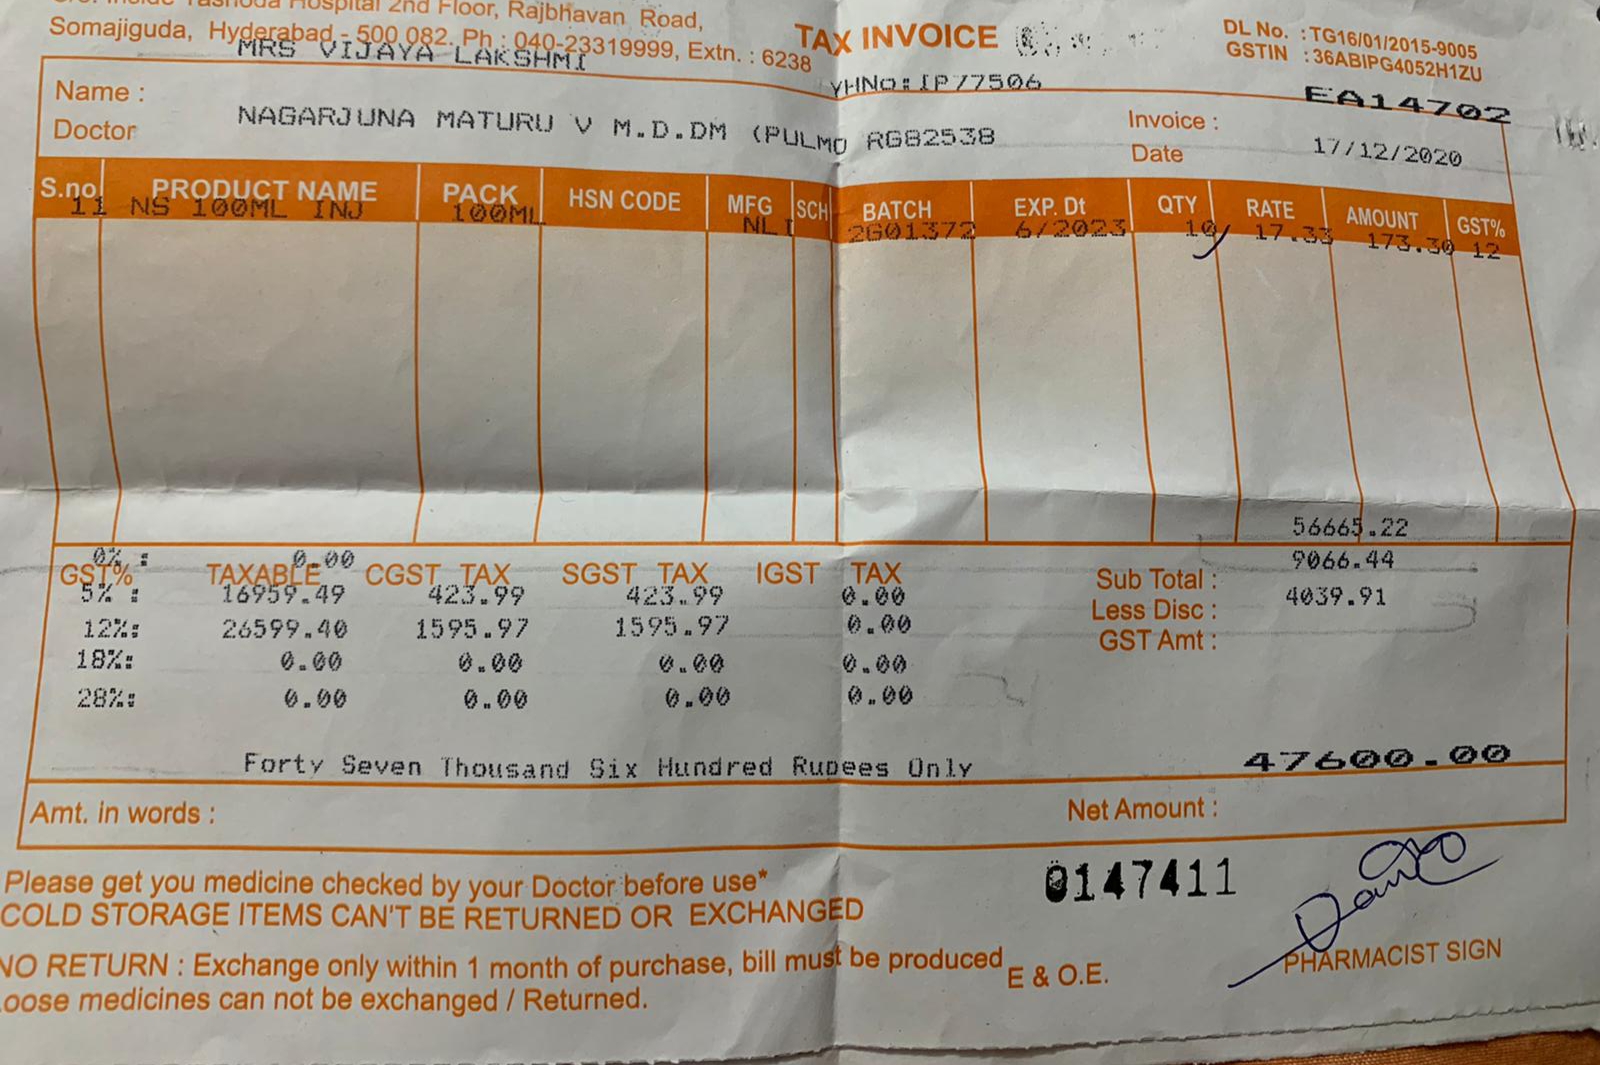 Hospital 2nd Floor, Rajbhavan Road,
Somajiguda, Hyderabad - 500 082. Ph : 040-23319999, Extn. : 6238
TAX INVOICE
DL No. : TG16/01/2015-9005
GSTIN : 36ABIPG4052H1ZU
MRS VIJAYA LAKSHMI
YHNo:IP77506
EA14702
Name :
Doctor
NAGARJUNA MATURU V M.D.DM (PULMO RG82538
Invoice :
Date
17/12/2020
S.no PRODUCT NAME PACK HSN CODE MFG SCH BATCH EXP. Dt QTY RATE AMOUNT GST%
11 NS 100ML INJ 100ML NLI 2G01372 6/2023 10 17.33 173.30 12
56665.22
0% : 0.00 9066.44
GST% TAXABLE CGST TAX SGST TAX IGST TAX Sub Total :
5% : 16959.49 423.99 423.99 0.00 4039.91
Less Disc :
12%: 26599.40 1595.97 1595.97 0.00
GST Amt :
18%: 0.00 0.00 0.00 0.00
28%: 0.00 0.00 0.00 0.00
Forty Seven Thousand Six Hundred Rupees Only 47600.00
Amt. in words : Net Amount :
0147411
Please get you medicine checked by your Doctor before use*
COLD STORAGE ITEMS CAN'T BE RETURNED OR EXCHANGED
PHARMACIST SIGN
NO RETURN : Exchange only within 1 month of purchase, bill must be produced
E & O.E.
Loose medicines can not be exchanged / Returned.